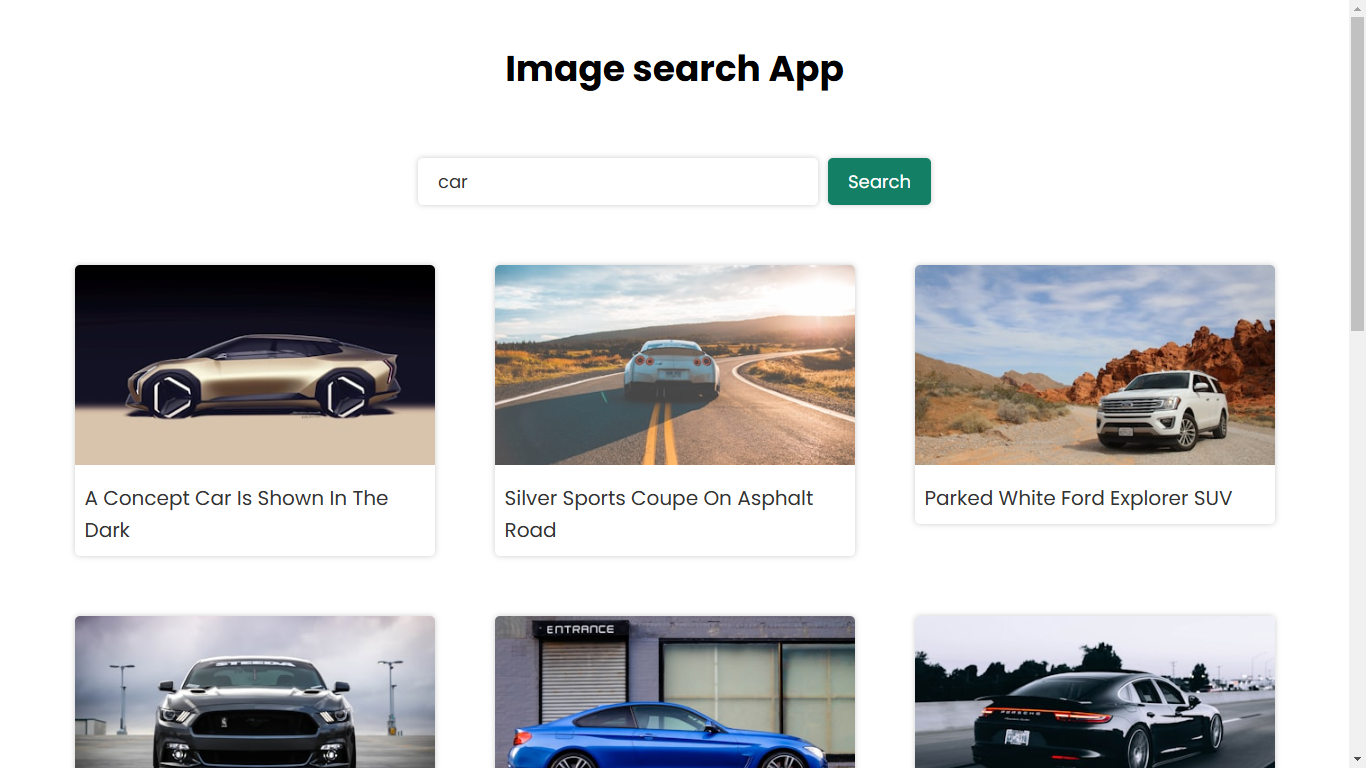 Image search App
car
Search
A Concept Car Is Shown In The
Dark
Silver Sports Coupe On Asphalt
Road
Parked White Ford Explorer SUV
STEEDA
ENTRANCE
PORSCHE